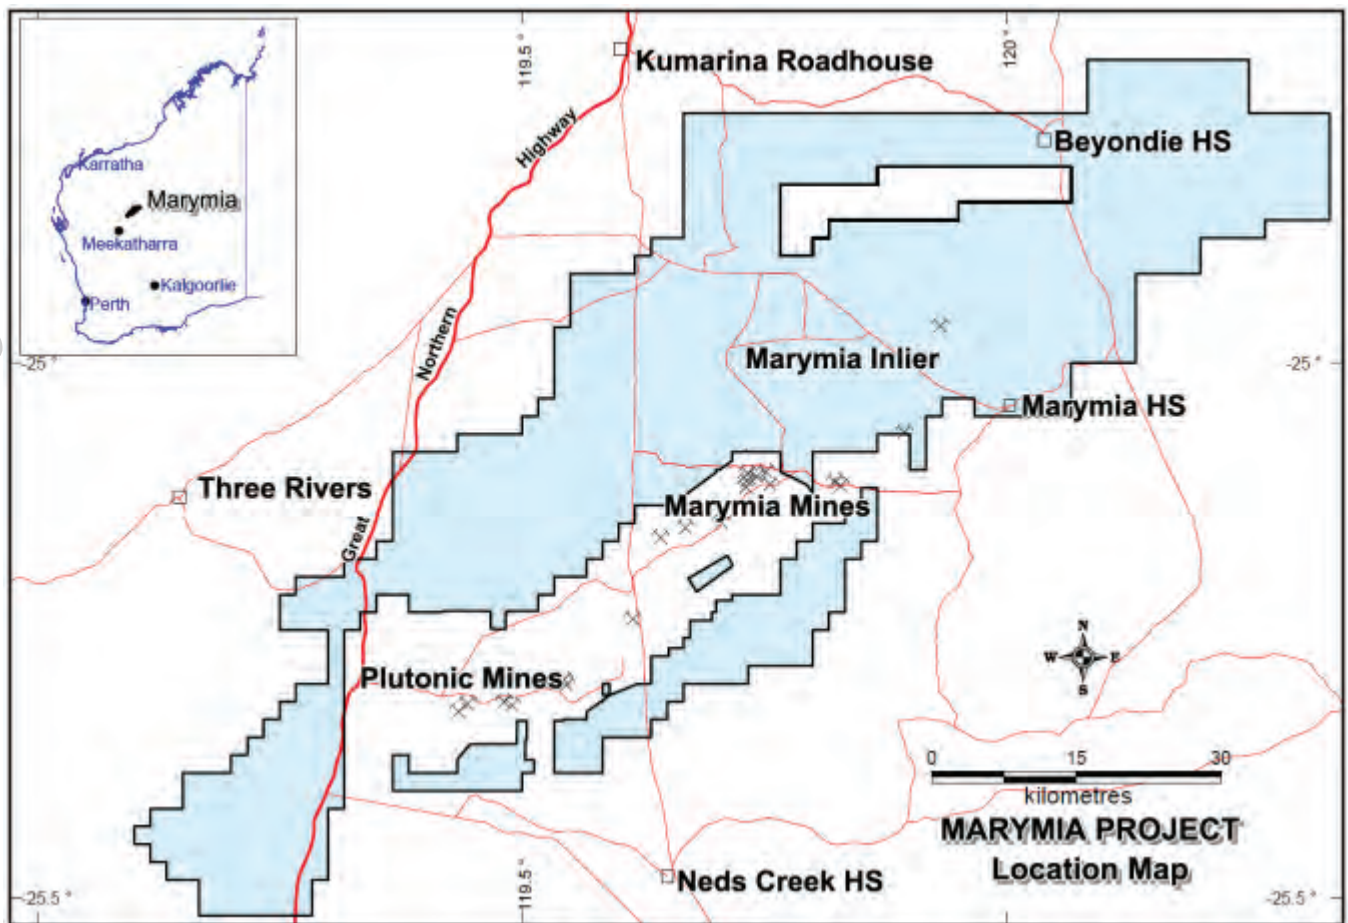 119.5 °
120 °
Kumarina Roadhouse
Highway
Beyondie HS
Karratha
Marymia
Meekatharra
Kalgoorlie
Perth
Northern
-25 °
Marymia Inlier
-25 °
Marymia HS
Three Rivers
Marymia Mines
Great
N
W E
S
Plutonic Mines
0 15 30
kilometres
MARYMIA PROJECT
Location Map
Neds Creek HS
119.5 °
-25.5 °
-25.5 °